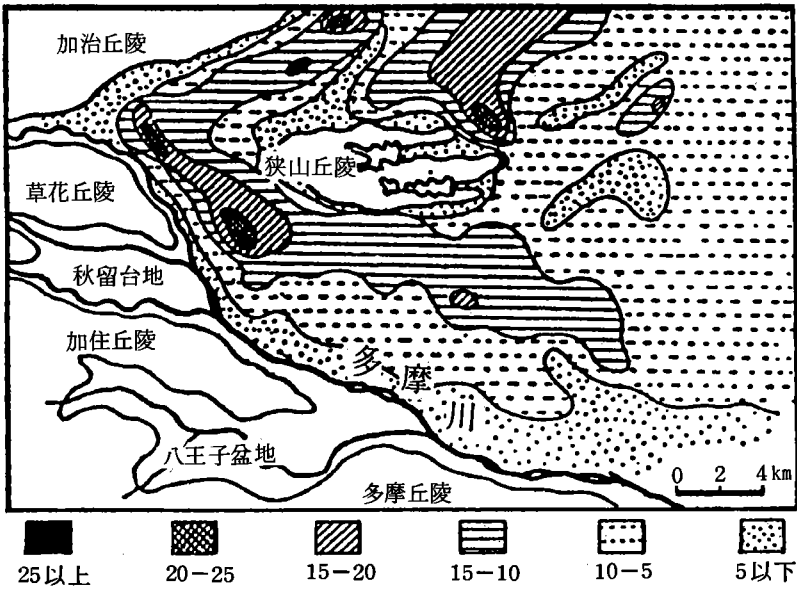 加治丘陵
狭山丘陵
草花丘陵
秋留台地
加住丘陵
多摩川
八王子盆地
多摩丘陵
0 2 4km
25以上 20-25 15-20 15-10 10-5 5以下